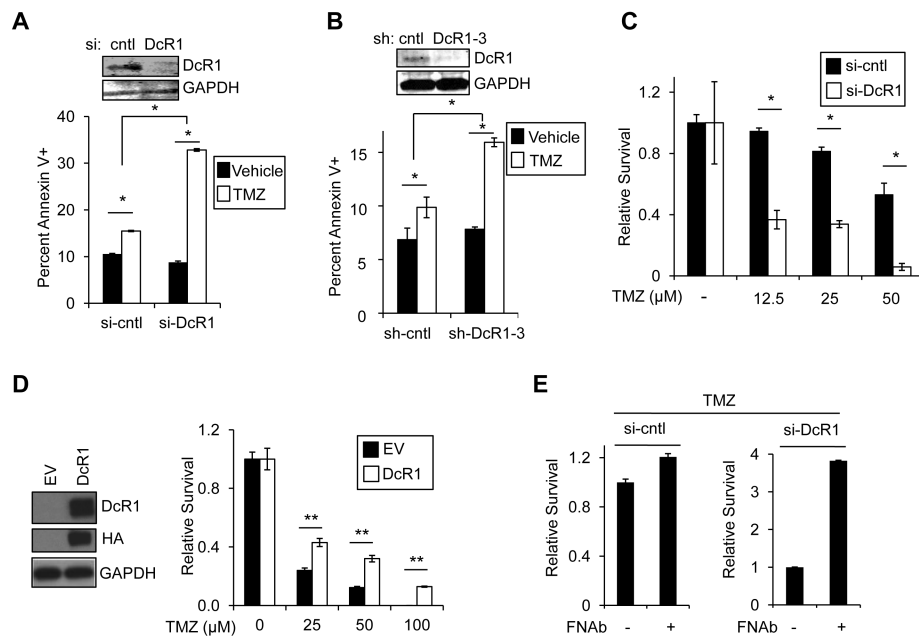 A
si: cntl DcR1
DcR1
GAPDH
*
40
30
20
10
0
Percent Annexin V+
*
*
Vehicle
TMZ
si-cntl si-DcR1
B
sh: cntl DcR1-3
DcR1
GAPDH
*
15
10
5
0
Percent Annexin V+
*
*
Vehicle
TMZ
sh-cntl sh-DcR1-3
C
si-cntl
si-DcR1
1.2
0.8
0.4
0
Relative Survival
*
*
*
TMZ (µM) - 12.5 25 50
D
EV DcR1
DcR1
HA
GAPDH
1.2
0.8
0.4
0.0
Relative Survival
EV
DcR1
**
**
**
TMZ (µM) 0 25 50 100
E
TMZ
si-cntl
1.2
0.8
0.4
0
Relative Survival
FNAb - +
si-DcR1
4
3
2
1
0
Relative Survival
FNAb - +